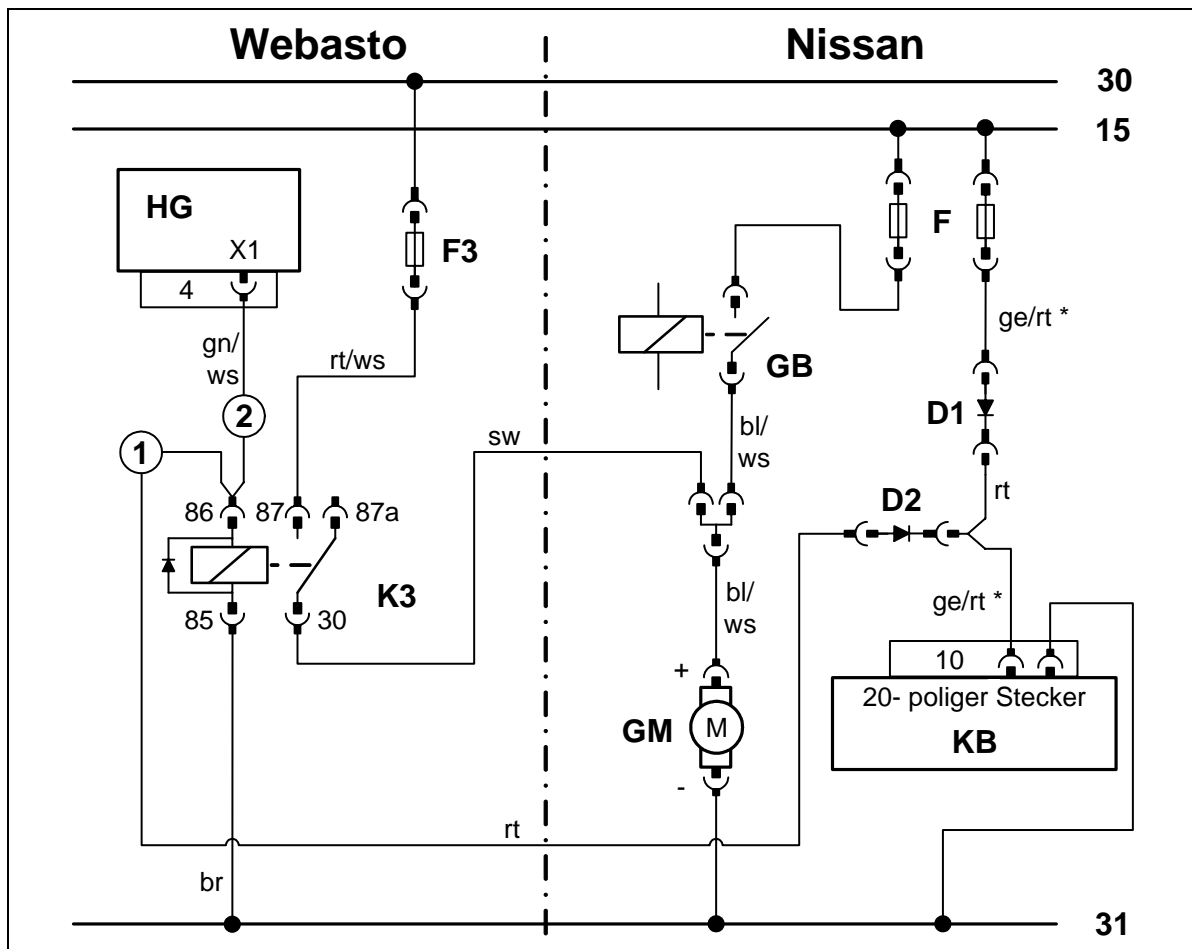 Webasto
Nissan
30
15
HG
X1
4
F3
F
gn/
ws
rt/ws
GB
ge/rt *
D1
2
1
sw
bl/
ws
rt
86
87
87a
D2
K3
85
30
bl/
ws
ge/rt *
10
20- poliger Stecker
KB
+
GM
M
-
rt
br
31